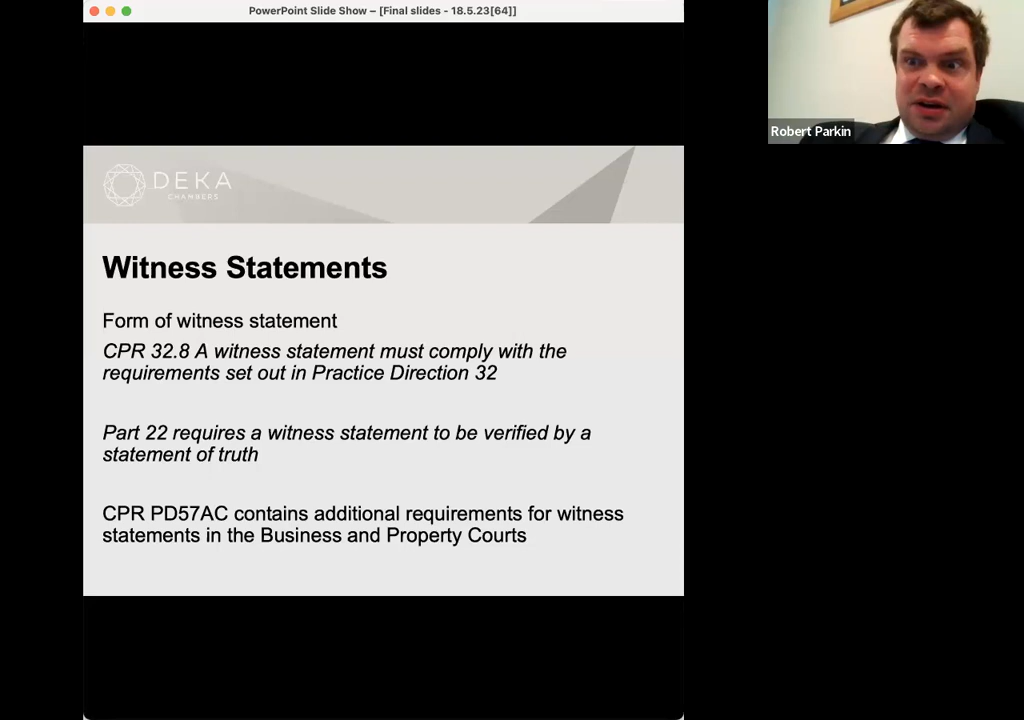 PowerPoint Slide Show – [Final slides - 18.5.23[64]]
Robert Parkin
DEKA
CHAMBERS
Witness Statements
Form of witness statement
CPR 32.8 A witness statement must comply with the
requirements set out in Practice Direction 32
Part 22 requires a witness statement to be verified by a
statement of truth
CPR PD57AC contains additional requirements for witness
statements in the Business and Property Courts